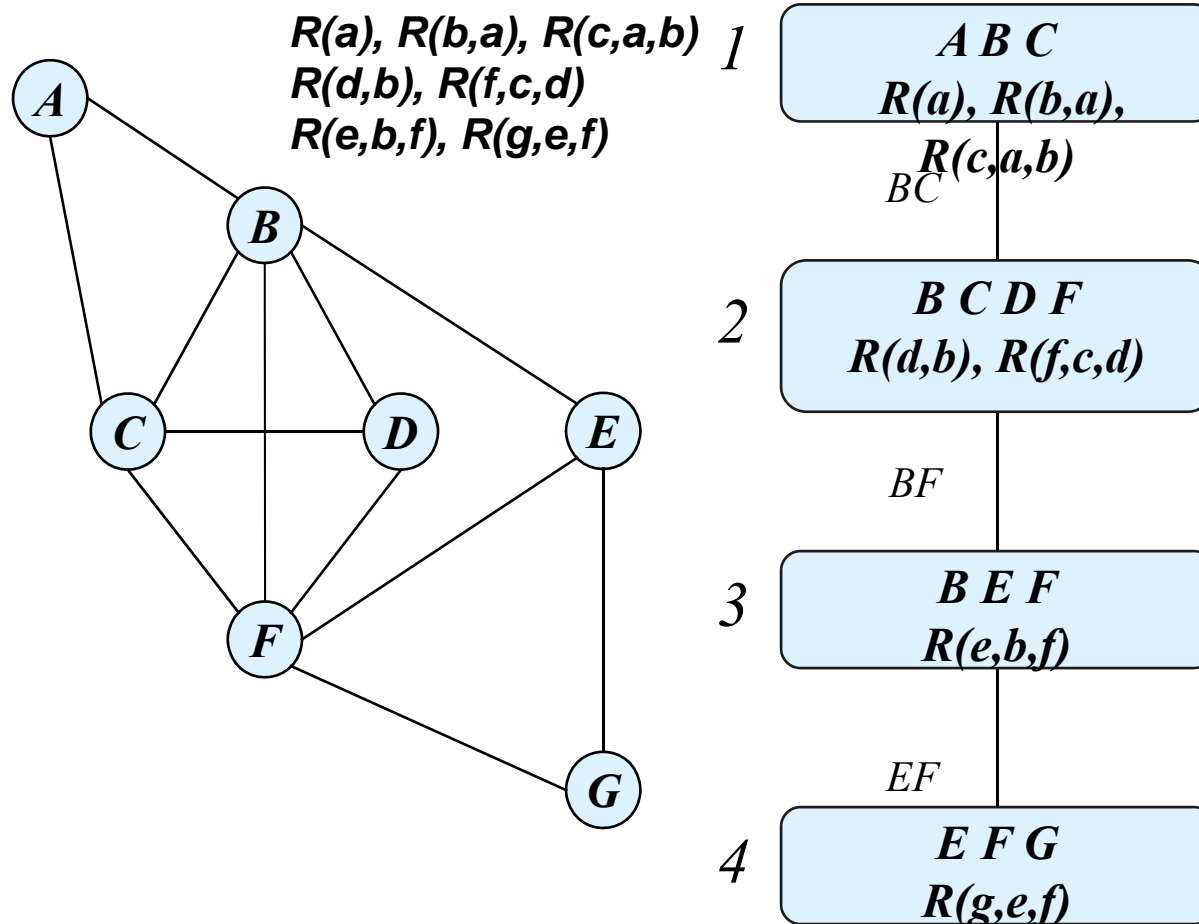 R(a), R(b,a), R(c,a,b)
R(d,b), R(f,c,d)
R(e,b,f), R(g,e,f)
A
B
C
D
E
F
G
1
A B C
R(a), R(b,a),
R(c,a,b)
BC
2
B C D F
R(d,b), R(f,c,d)
BF
3
B E F
R(e,b,f)
EF
4
E F G
R(g,e,f)